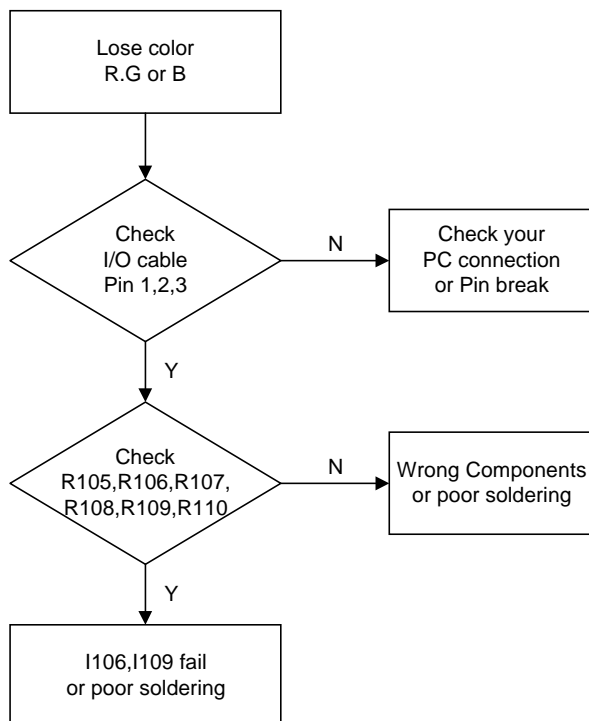 Lose color
R.G or B
Check
I/O cable
Pin 1,2,3
N
Check your
PC connection
or Pin break
Y
Check
R105,R106,R107,
R108,R109,R110
N
Wrong Components
or poor soldering
Y
I106,I109 fail
or poor soldering